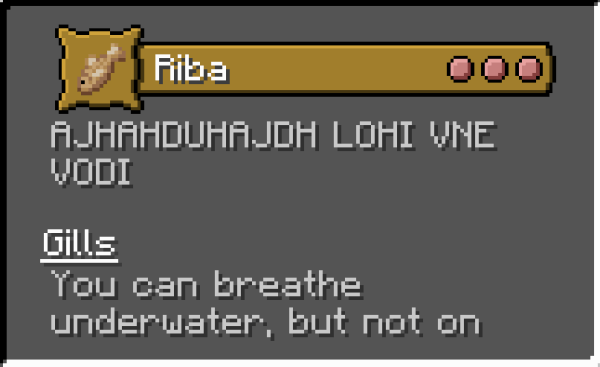 Riba
AJHAHDUHAJDH LOHI VNE
VODI
Gills
You can breathe
underwater, but not on